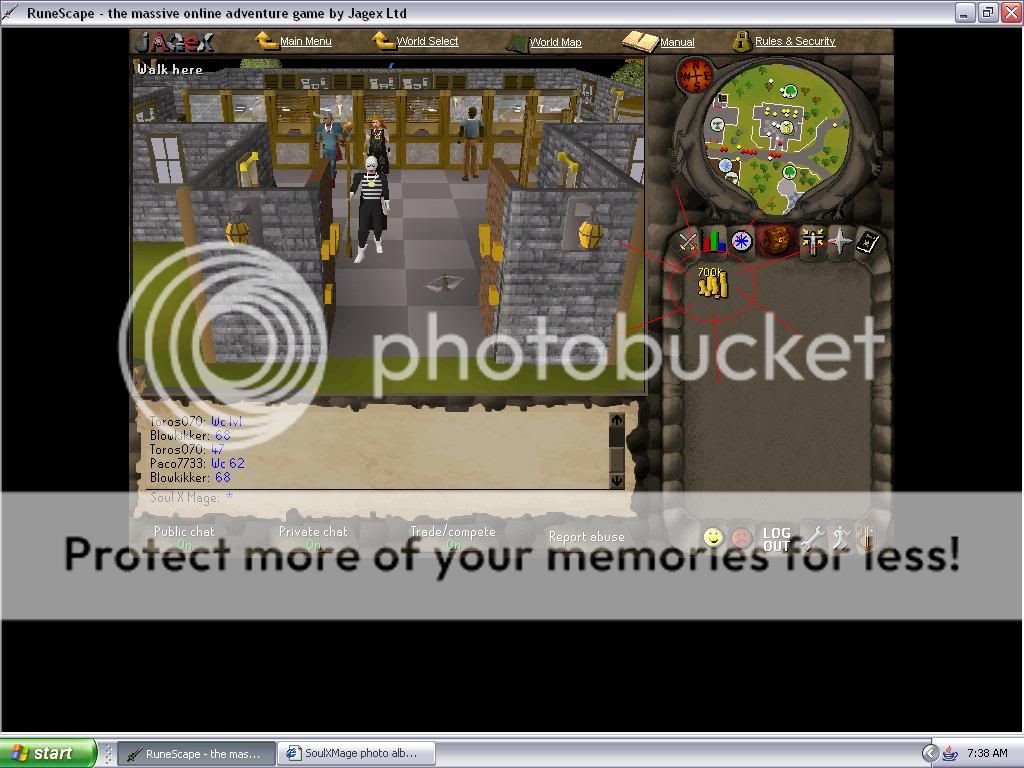 RuneScape - the massive online adventure game by Jagex Ltd
JAGEX
Main Menu
World Select
World Map
Manual
Rules & Security
Walk here
N
W E
S
700K
photobucket
Toros070: Wc lvl
Blowkikker: 68
Toros070: 47
Paco7733: Wc 62
Blowkikker: 68
Soul X Mage: *
Public chat
On
Private chat
On
Trade/compete
On
Report abuse
LOG
OUT
Protect more of your memories for less!
start
RuneScape - the mas...
SoulXMage photo alb...
7:38 AM